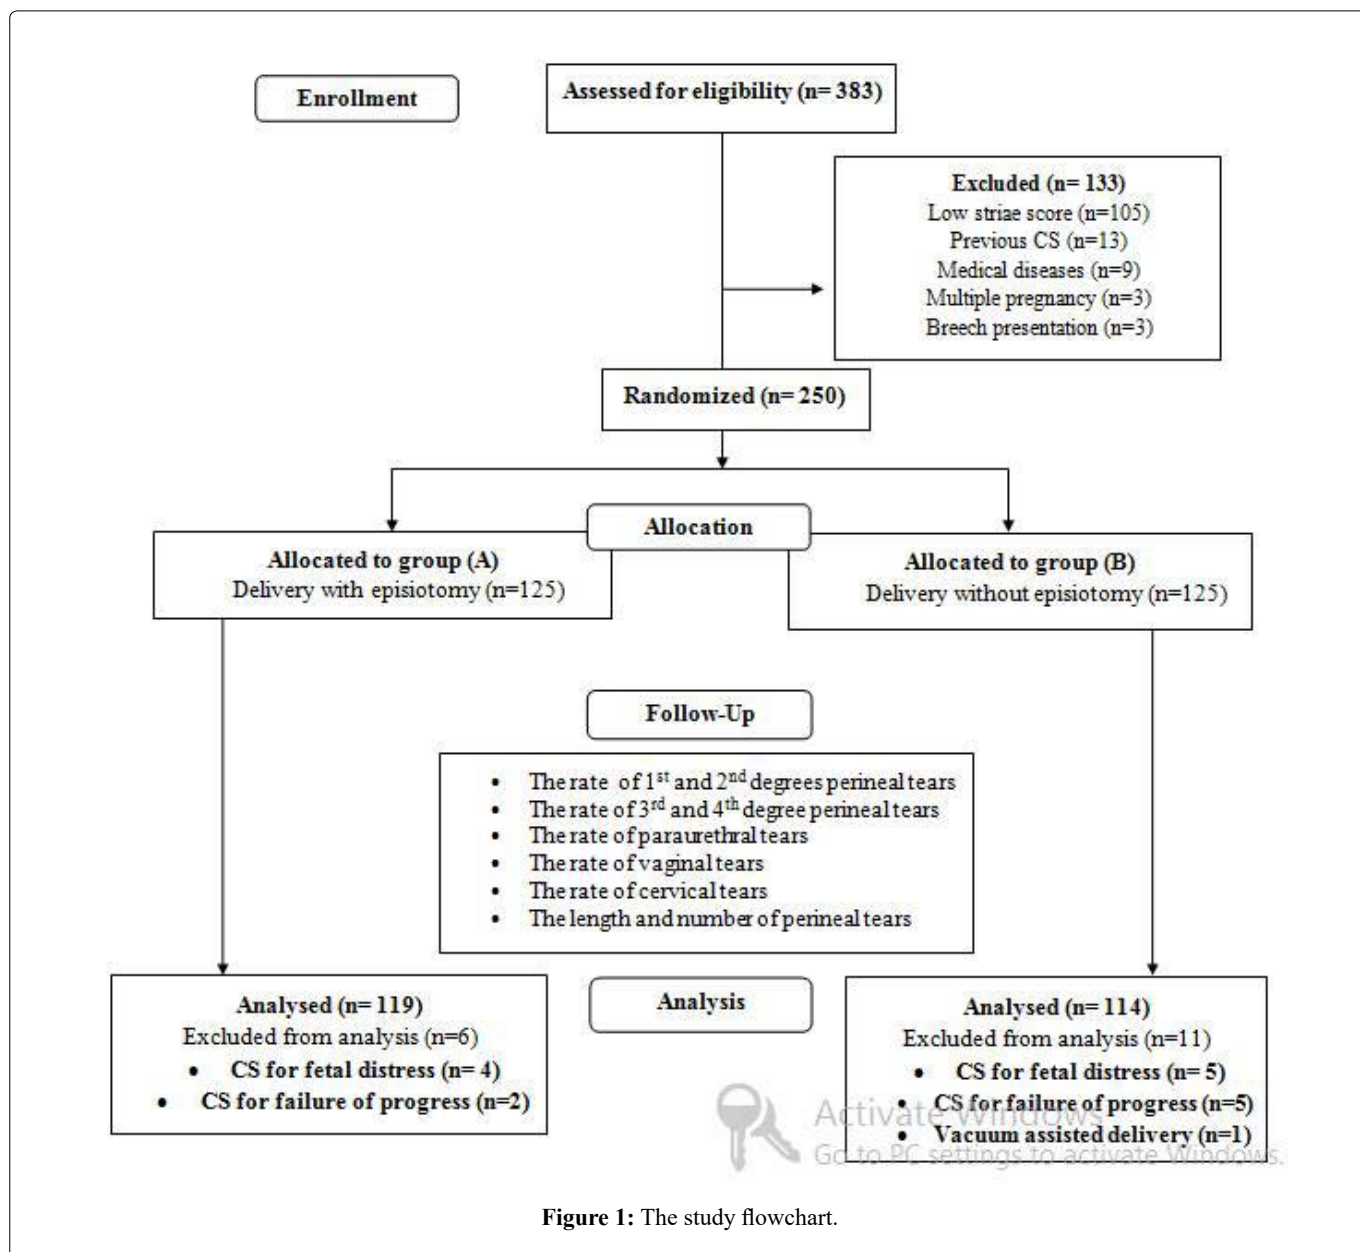 Enrollment
Assessed for eligibility (n= 383)
Excluded (n= 133)
Low striae score (n=105)
Previous CS (n=13)
Medical diseases (n=9)
Multiple pregnancy (n=3)
Breech presentation (n=3)
Randomized (n= 250)
Allocation
Allocated to group (A)
Delivery with episiotomy (n=125)
Allocated to group (B)
Delivery without episiotomy (n=125)
Follow-Up
• The rate of 1st and 2nd degrees perineal tears
• The rate of 3rd and 4th degree perineal tears
• The rate of paraurethral tears
• The rate of vaginal tears
• The rate of cervical tears
• The length and number of perineal tears
Analysis
Analysed (n= 119)
Excluded from analysis (n=6)
• CS for fetal distress (n= 4)
• CS for failure of progress (n=2)
Analysed (n= 114)
Excluded from analysis (n=11)
• CS for fetal distress (n= 5)
• CS for failure of progress (n=5)
• Vacuum assisted delivery (n=1)
Activate Windows
Go to PC settings to activate Windows.
Figure 1: The study flowchart.